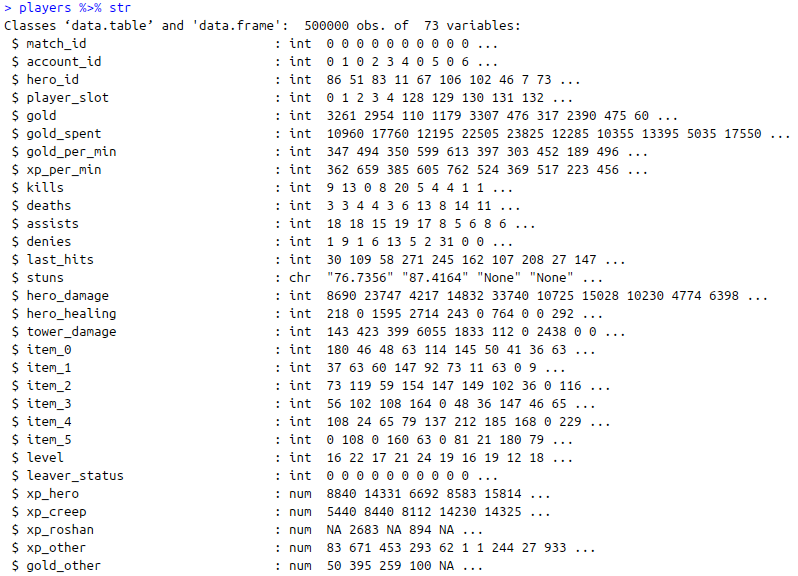 > players %>% str
Classes ‘data.table’ and 'data.frame':  500000 obs. of  73 variables:
 $ match_id                         : int  0 0 0 0 0 0 0 0 0 0 ...
 $ account_id                       : int  0 1 0 2 3 4 0 5 0 6 ...
 $ hero_id                          : int  86 51 83 11 67 106 102 46 7 73 ...
 $ player_slot                      : int  0 1 2 3 4 128 129 130 131 132 ...
 $ gold                             : int  3261 2954 110 1179 3307 476 317 2390 475 60 ...
 $ gold_spent                       : int  10960 17760 12195 22505 23825 12285 10355 13395 5035 17550 ...
 $ gold_per_min                     : int  347 494 350 599 613 397 303 452 189 496 ...
 $ xp_per_min                       : int  362 659 385 605 762 524 369 517 223 456 ...
 $ kills                            : int  9 13 0 8 20 5 4 4 1 1 ...
 $ deaths                           : int  3 3 4 4 3 6 13 8 14 11 ...
 $ assists                          : int  18 18 15 19 17 8 5 6 8 6 ...
 $ denies                           : int  1 9 1 6 13 5 2 31 0 0 ...
 $ last_hits                        : int  30 109 58 271 245 162 107 208 27 147 ...
 $ stuns                            : chr  "76.7356" "87.4164" "None" "None" ...
 $ hero_damage                      : int  8690 23747 4217 14832 33740 10725 15028 10230 4774 6398 ...
 $ hero_healing                     : int  218 0 1595 2714 243 0 764 0 0 292 ...
 $ tower_damage                     : int  143 423 399 6055 1833 112 0 2438 0 0 ...
 $ item_0                           : int  180 46 48 63 114 145 50 41 36 63 ...
 $ item_1                           : int  37 63 60 147 92 73 11 63 0 9 ...
 $ item_2                           : int  73 119 59 154 147 149 102 36 0 116 ...
 $ item_3                           : int  56 102 108 164 0 48 36 147 46 65 ...
 $ item_4                           : int  108 24 65 79 137 212 185 168 0 229 ...
 $ item_5                           : int  0 108 0 160 63 0 81 21 180 79 ...
 $ level                            : int  16 22 17 21 24 19 16 19 12 18 ...
 $ leaver_status                    : int  0 0 0 0 0 0 0 0 0 0 ...
 $ xp_hero                          : num  8840 14331 6692 8583 15814 ...
 $ xp_creep                         : num  5440 8440 8112 14230 14325 ...
 $ xp_roshan                        : num  NA 2683 NA 894 NA ...
 $ xp_other                         : num  83 671 453 293 62 1 1 244 27 933 ...
 $ gold_other                       : num  50 395 259 100 NA ...